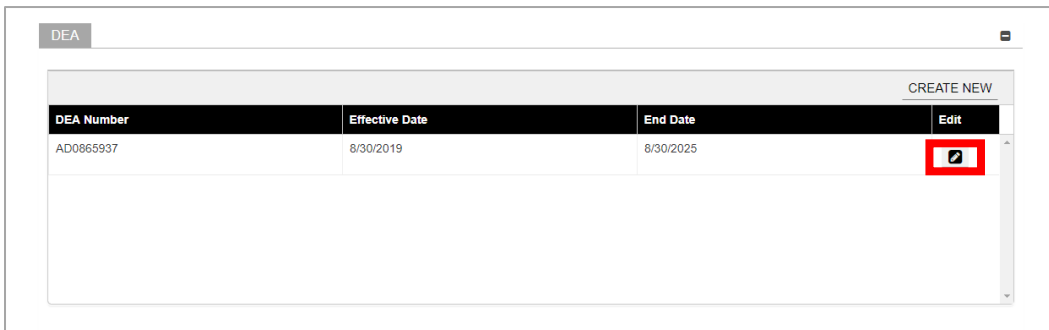 DEA
CREATE NEW
DEA Number Effective Date End Date Edit
AD0865937 8/30/2019 8/30/2025